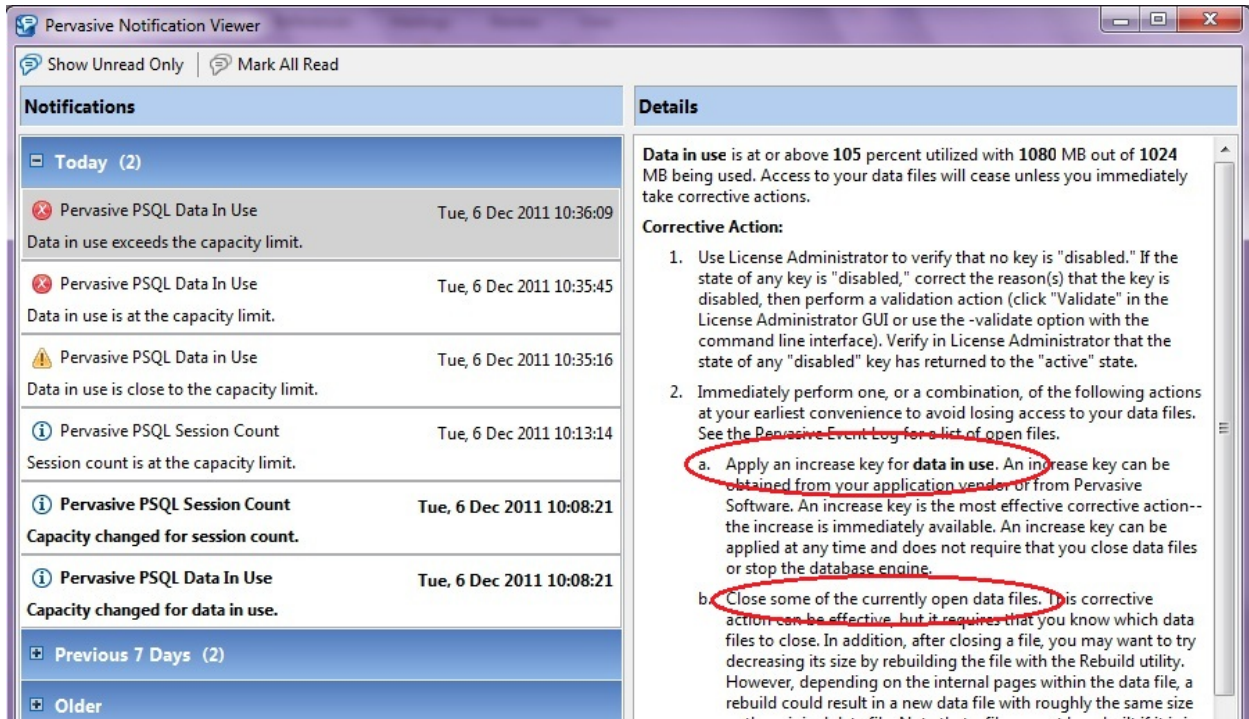 Pervasive Notification Viewer
Show Unread Only
Mark All Read
Notifications
Today (2)
Pervasive PSQL Data In Use Tue, 6 Dec 2011 10:36:09
Data in use exceeds the capacity limit.
Pervasive PSQL Data In Use Tue, 6 Dec 2011 10:35:45
Data in use is at the capacity limit.
Pervasive PSQL Data in Use Tue, 6 Dec 2011 10:35:16
Data in use is close to the capacity limit.
Pervasive PSQL Session Count Tue, 6 Dec 2011 10:13:14
Session count is at the capacity limit.
Pervasive PSQL Session Count Tue, 6 Dec 2011 10:08:21
Capacity changed for session count.
Pervasive PSQL Data In Use Tue, 6 Dec 2011 10:08:21
Capacity changed for data in use.
Previous 7 Days (2)
Older
Details
Data in use is at or above 105 percent utilized with 1080 MB out of 1024
MB being used. Access to your data files will cease unless you immediately
take corrective actions.
Corrective Action:
1. Use License Administrator to verify that no key is "disabled." If the
state of any key is "disabled," correct the reason(s) that the key is
disabled, then perform a validation action (click "Validate" in the
License Administrator GUI or use the -validate option with the
command line interface). Verify in License Administrator that the
state of any "disabled" key has returned to the "active" state.
2. Immediately perform one, or a combination, of the following actions
at your earliest convenience to avoid losing access to your data files.
See the Pervasive Event Log for a list of open files.
a. Apply an increase key for data in use. An increase key can be
obtained from your application vendor or from Pervasive
Software. An increase key is the most effective corrective action--
the increase is immediately available. An increase key can be
applied at any time and does not require that you close data files
or stop the database engine.
b. Close some of the currently open data files. This corrective
action can be effective, but it requires that you know which data
files to close. In addition, after closing a file, you may want to try
decreasing its size by rebuilding the file with the Rebuild utility.
However, depending on the internal pages within the data file, a
rebuild could result in a new data file with roughly the same size